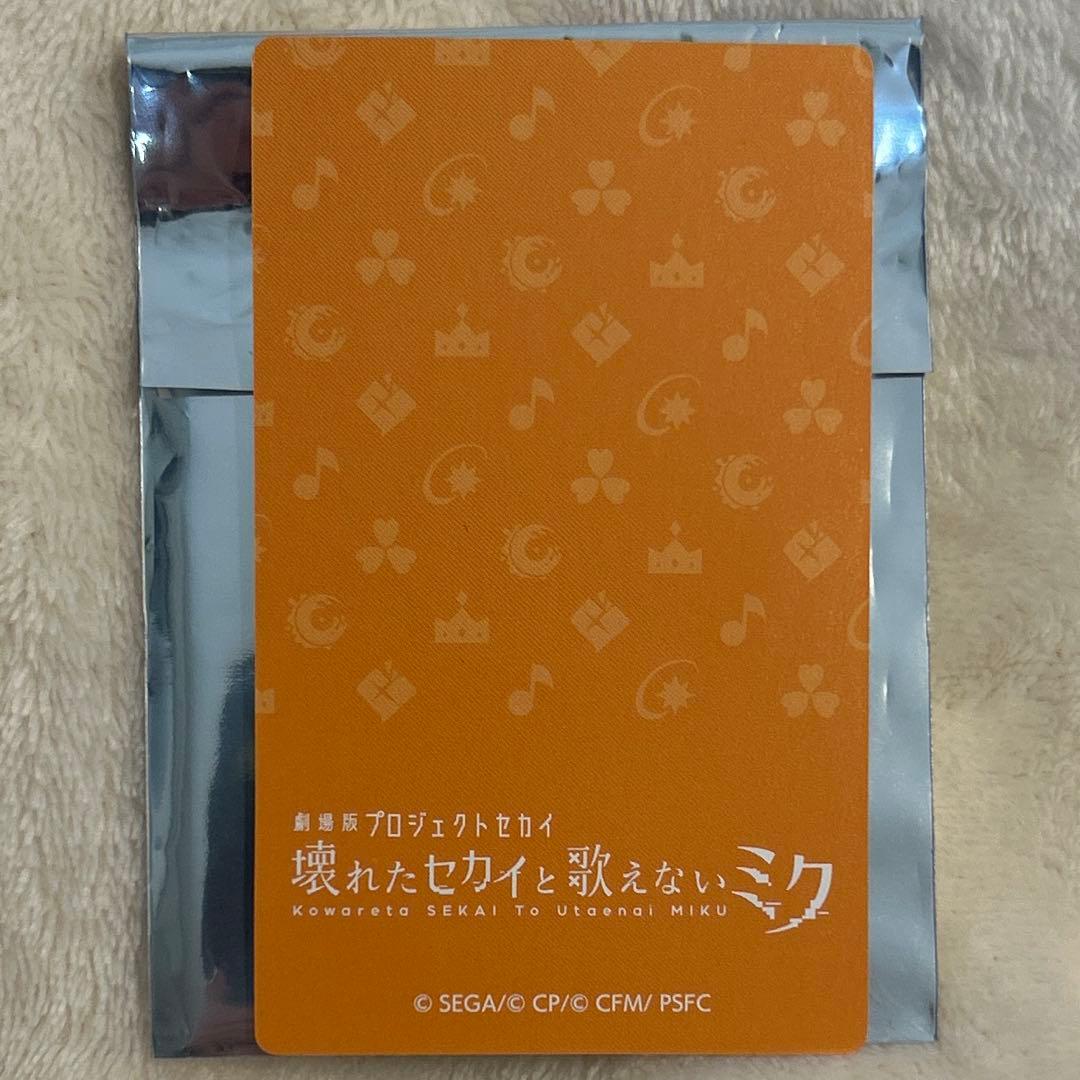 劇場版 プロジェクトセカイ
壊れたセカイと歌えないミク
Kowareta SEKAI To Utaenai MIKU
© SEGA/© CP/© CFM/ PSFC